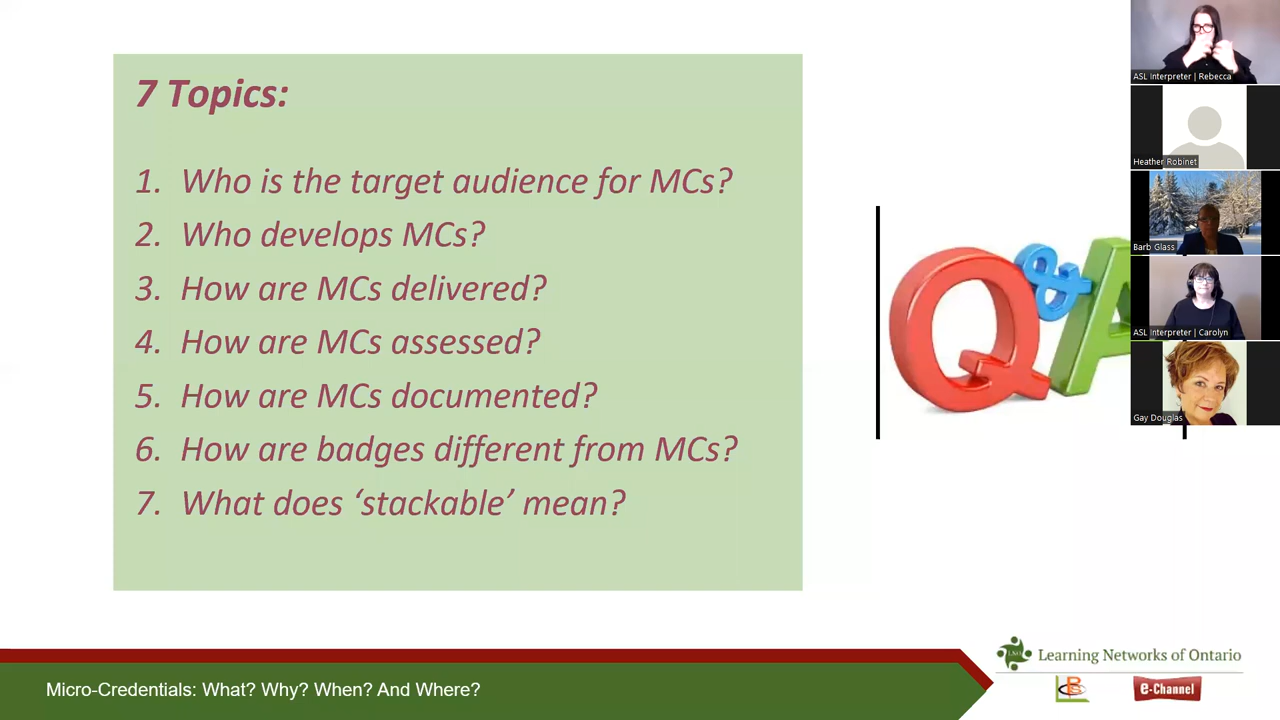 7 Topics:
1. Who is the target audience for MCs?
2. Who develops MCs?
3. How are MCs delivered?
4. How are MCs assessed?
5. How are MCs documented?
6. How are badges different from MCs?
7. What does ‘stackable’ mean?
Q&A
ASL Interpreter | Rebecca
Heather Robinet
Barb Glass
ASL Interpreter | Carolyn
Gay Douglas
Micro-Credentials: What? Why? When? And Where?
LNO
Learning Networks of Ontario
e-Channel